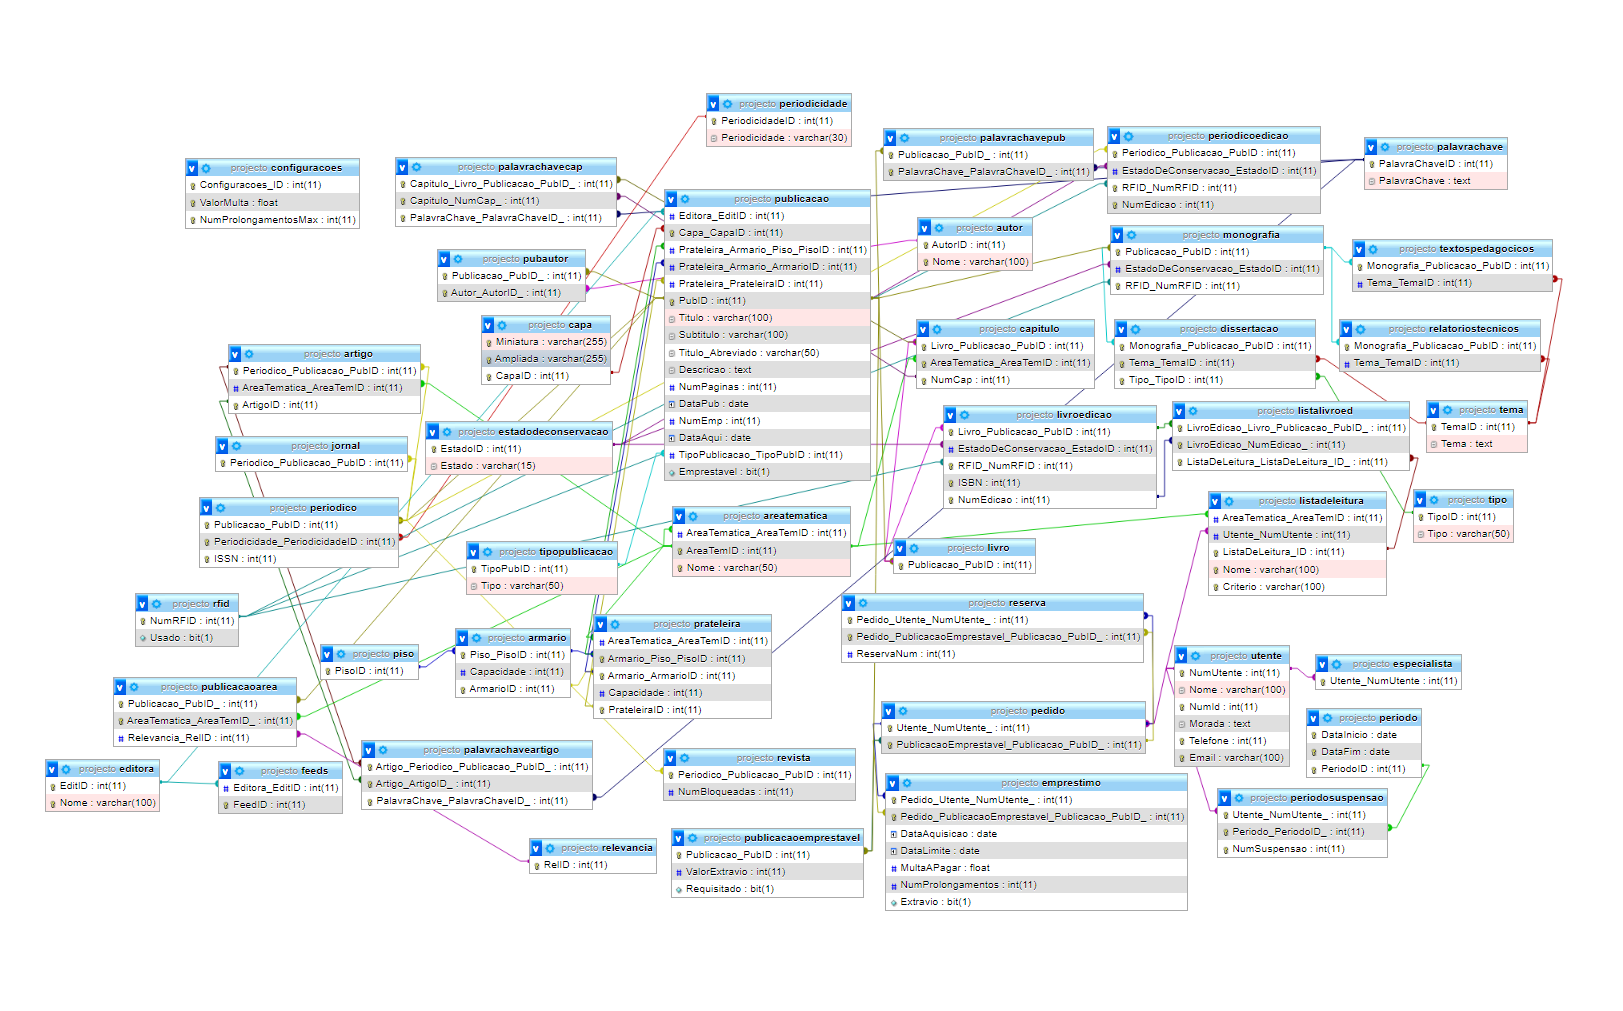 projecto periodicidade
PeriodicidadeID : int(11)
Periodicidade : varchar(30)
projecto configuracoes
Configuracoes_ID : int(11)
ValorMulta : float
NumProlongamentosMax : int(11)
projecto palavrachavecap
Capitulo_Livro_Publicacao_PubID_ : int(11)
Capitulo_NumCap_ : int(11)
PalavraChave_PalavraChaveID_ : int(11)
projecto publicacao
Editora_EditID : int(11)
Capa_CapaID : int(11)
Prateleira_Armario_Piso_PisoID : int(11)
Prateleira_Armario_ArmarioID : int(11)
Prateleira_PrateleiraID : int(11)
PubID : int(11)
Titulo : varchar(100)
Subtitulo : varchar(100)
Titulo_Abreviado : varchar(50)
Descricao : text
NumPaginas : int(11)
DataPub : date
NumEmp : int(11)
DataAqui : date
TipoPublicacao_TipoPubID : int(11)
Emprestavel : bit(1)
projecto palavrachavepub
Publicacao_PubID_ : int(11)
PalavraChave_PalavraChaveID_ : int(11)
projecto periodicoedicao
Periodico_Publicacao_PubID : int(11)
EstadoDeConservacao_EstadoID : int(11)
RFID_NumRFID : int(11)
NumEdicao : int(11)
projecto palavrachave
PalavraChaveID : int(11)
PalavraChave : text
projecto pubautor
Publicacao_PubID_ : int(11)
Autor_AutorID_ : int(11)
projecto autor
AutorID : int(11)
Nome : varchar(100)
projecto monografia
Publicacao_PubID : int(11)
EstadoDeConservacao_EstadoID : int(11)
RFID_NumRFID : int(11)
projecto textospedagocicos
Monografia_Publicacao_PubID : int(11)
Tema_TemaID : int(11)
projecto capa
Miniatura : varchar(255)
Ampliada : varchar(255)
CapaID : int(11)
projecto capitulo
Livro_Publicacao_PubID : int(11)
AreaTematica_AreaTemID : int(11)
NumCap : int(11)
projecto dissertacao
Monografia_Publicacao_PubID : int(11)
Tema_TemaID : int(11)
Tipo_TipoID : int(11)
projecto relatoriostecnicos
Monografia_Publicacao_PubID : int(11)
Tema_TemaID : int(11)
projecto artigo
Periodico_Publicacao_PubID : int(11)
AreaTematica_AreaTemID : int(11)
ArtigoID : int(11)
projecto estadodeconservacao
EstadoID : int(11)
Estado : varchar(15)
projecto jornal
Periodico_Publicacao_PubID : int(11)
projecto livroedicao
Livro_Publicacao_PubID : int(11)
EstadoDeConservacao_EstadoID : int(11)
RFID_NumRFID : int(11)
ISBN : int(11)
NumEdicao : int(11)
projecto listalivroed
LivroEdicao_Livro_Publicacao_PubID_ : int(11)
LivroEdicao_NumEdicao_ : int(11)
ListaDeLeitura_ListaDeLeitura_ID_ : int(11)
projecto tema
TemaID : int(11)
Tema : text
projecto periodico
Publicacao_PubID : int(11)
Periodicidade_PeriodicidadeID : int(11)
ISSN : int(11)
projecto areatematica
AreaTematica_AreaTemID : int(11)
AreaTemID : int(11)
Nome : varchar(50)
projecto listadeleitura
AreaTematica_AreaTemID : int(11)
Utente_NumUtente : int(11)
ListaDeLeitura_ID : int(11)
Nome : varchar(100)
Criterio : varchar(100)
projecto tipo
TipoID : int(11)
Tipo : varchar(50)
projecto tipopublicacao
TipoPubID : int(11)
Tipo : varchar(50)
projecto livro
Publicacao_PubID : int(11)
projecto rfid
NumRFID : int(11)
Usado : bit(1)
projecto reserva
Pedido_Utente_NumUtente_ : int(11)
Pedido_PublicacaoEmprestavel_Publicacao_PubID_ : int(11)
ReservaNum : int(11)
projecto prateleira
AreaTematica_AreaTemID : int(11)
Armario_Piso_PisoID : int(11)
Armario_ArmarioID : int(11)
Capacidade : int(11)
PrateleiraID : int(11)
projecto armario
Piso_PisoID : int(11)
Capacidade : int(11)
ArmarioID : int(11)
projecto piso
PisoID : int(11)
projecto utente
NumUtente : int(11)
Nome : varchar(100)
NumId : int(11)
Morada : text
Telefone : int(11)
Email : varchar(100)
projecto especialista
Utente_NumUtente : int(11)
projecto publicacaoarea
Publicacao_PubID_ : int(11)
AreaTematica_AreaTemID_ : int(11)
Relevancia_RelID : int(11)
projecto pedido
Utente_NumUtente_ : int(11)
PublicacaoEmprestavel_Publicacao_PubID_ : int(11)
projecto periodo
DataInicio : date
DataFim : date
PeriodoID : int(11)
projecto palavrachaveartigo
Artigo_Periodico_Publicacao_PubID_ : int(11)
Artigo_ArtigoID_ : int(11)
PalavraChave_PalavraChaveID_ : int(11)
projecto revista
Periodico_Publicacao_PubID : int(11)
NumBloqueadas : int(11)
projecto editora
EditID : int(11)
Nome : varchar(100)
projecto feeds
Editora_EditID : int(11)
FeedID : int(11)
projecto emprestimo
Pedido_Utente_NumUtente_ : int(11)
Pedido_PublicacaoEmprestavel_Publicacao_PubID_ : int(11)
DataAquisicao : date
DataLimite : date
MultaAPagar : float
NumProlongamentos : int(11)
Extravio : bit(1)
projecto periodosuspensao
Utente_NumUtente_ : int(11)
Periodo_PeriodoID_ : int(11)
NumSuspensao : int(11)
projecto relevancia
RelID : int(11)
projecto publicacaoemprestavel
Publicacao_PubID : int(11)
ValorExtravio : int(11)
Requisitado : bit(1)